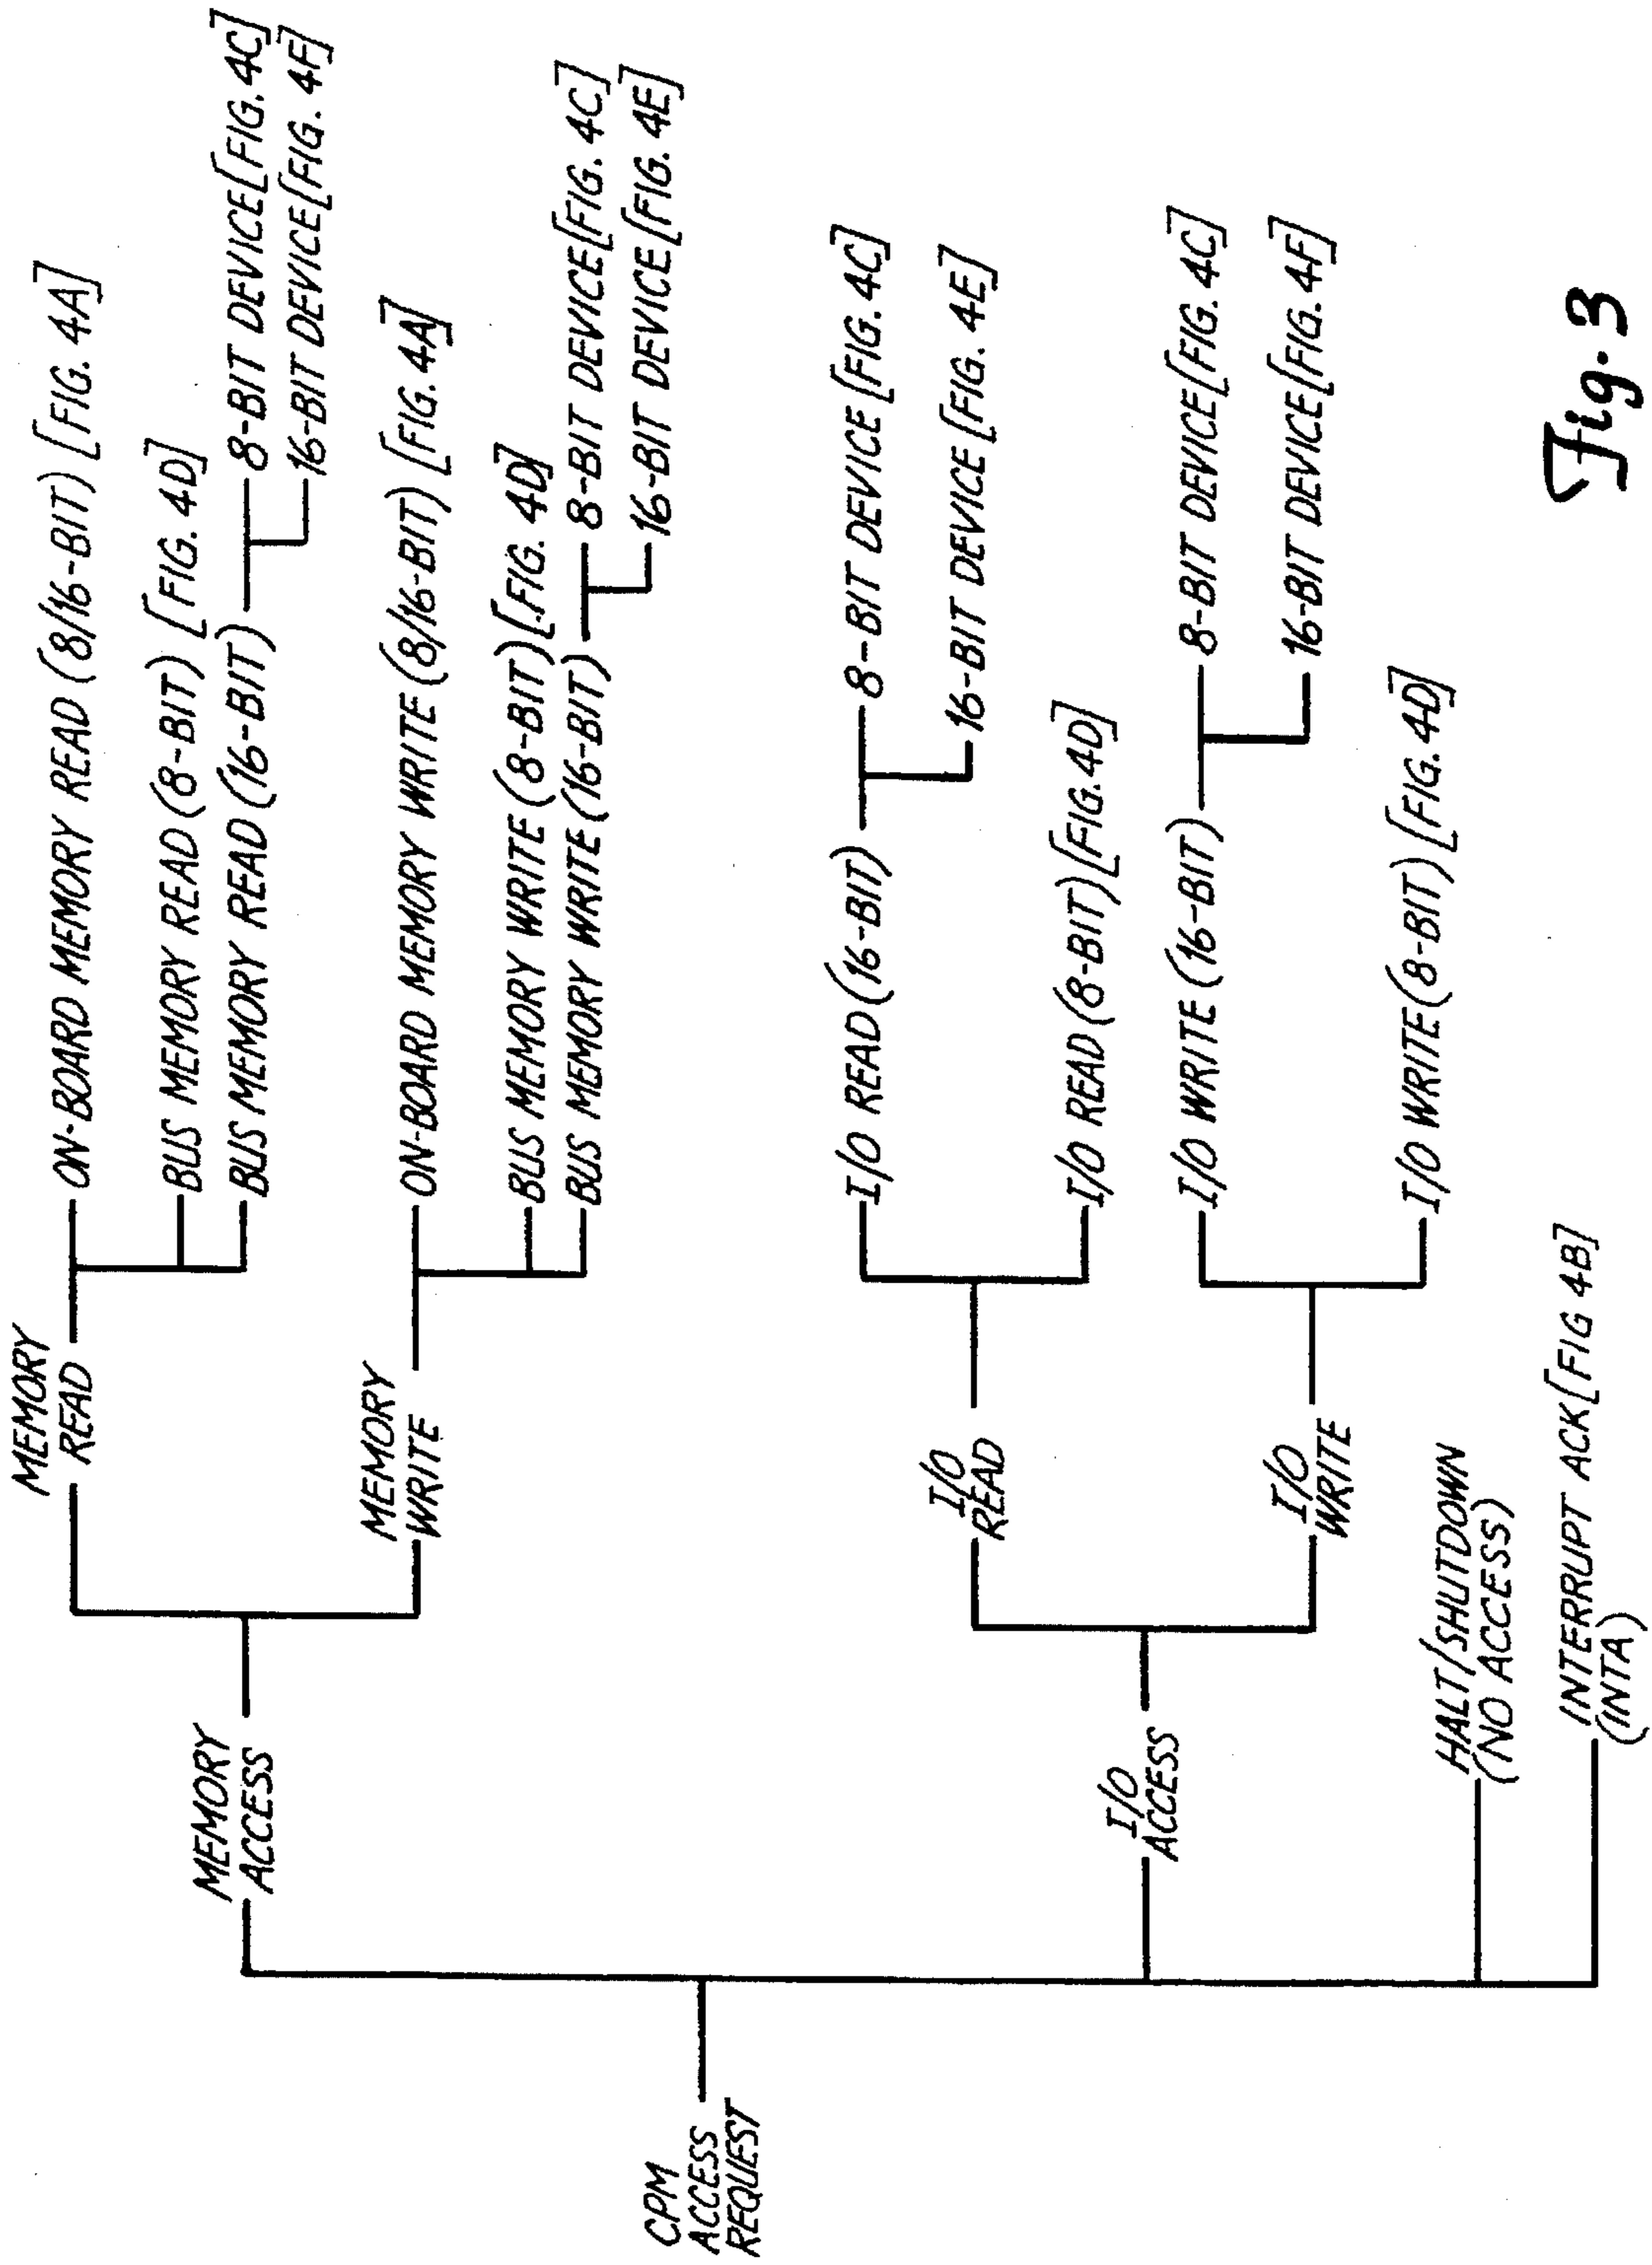 CPM
ACCESS
REQUEST
MEMORY
ACCESS
MEMORY
READ
ON-BOARD MEMORY READ (8/16-BIT) [FIG. 4A]
BUS MEMORY READ (8-BIT) [FIG. 4D]
BUS MEMORY READ (16-BIT)
8-BIT DEVICE [FIG. 4C]
16-BIT DEVICE [FIG. 4F]
MEMORY
WRITE
ON-BOARD MEMORY WRITE (8/16-BIT) [FIG. 4A]
BUS MEMORY WRITE (8-BIT) [FIG. 4D]
BUS MEMORY WRITE (16-BIT)
8-BIT DEVICE [FIG. 4C]
16-BIT DEVICE [FIG. 4E]
I/O
ACCESS
I/O
READ
I/O READ (16-BIT)
8-BIT DEVICE [FIG. 4C]
16-BIT DEVICE [FIG. 4E]
I/O READ (8-BIT) [FIG. 4D]
I/O
WRITE
I/O WRITE (16-BIT)
8-BIT DEVICE [FIG. 4C]
16-BIT DEVICE [FIG. 4F]
I/O WRITE (8-BIT) [FIG. 4D]
HALT/SHUTDOWN
(NO ACCESS)
INTERRUPT ACK [FIG 4B]
(INTA)
Fig. 3